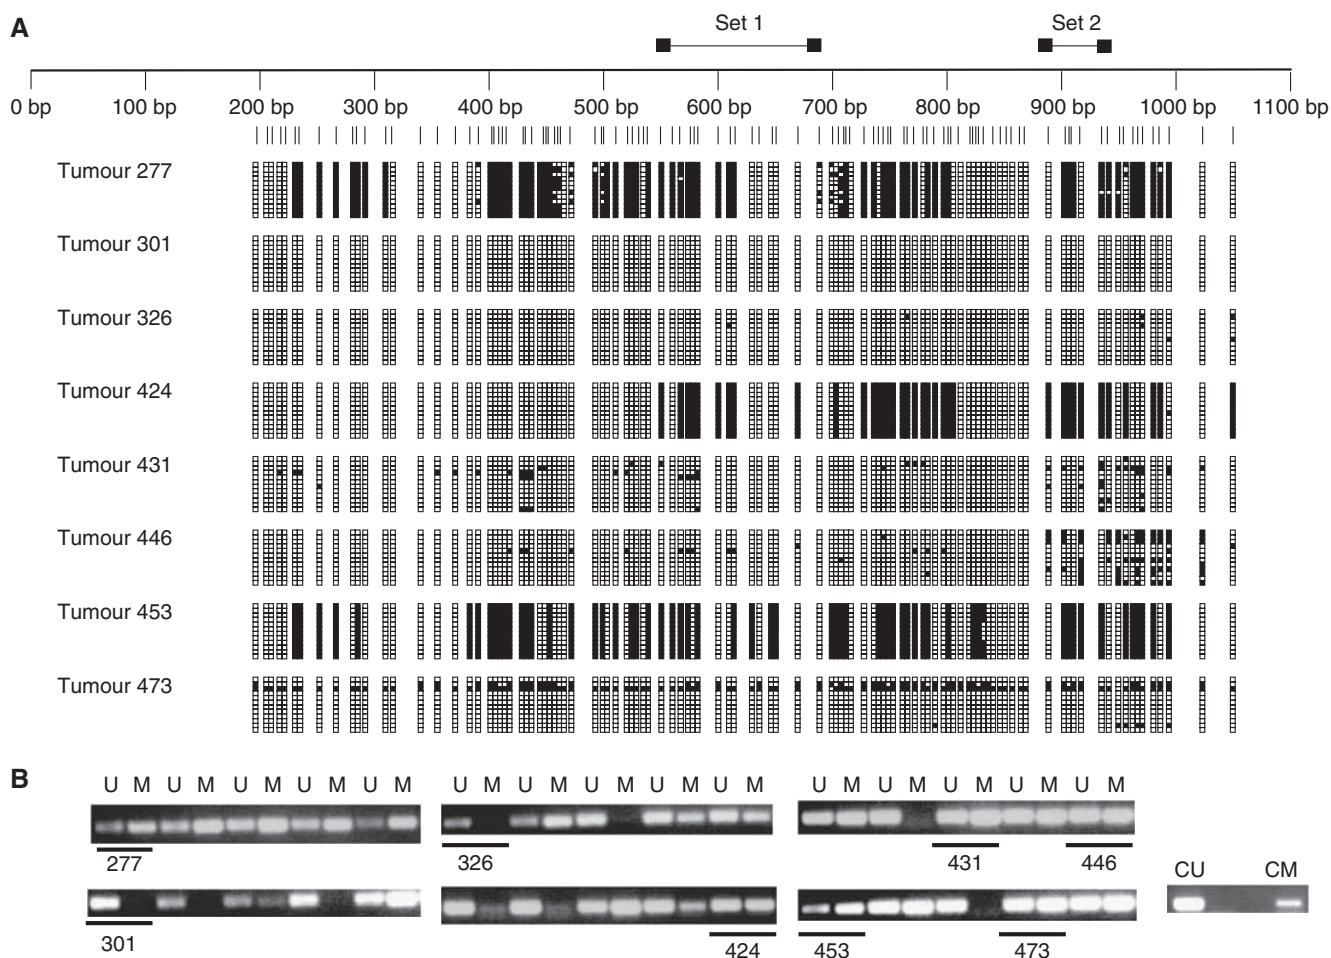 A
Set 1 Set 2
0 bp 100 bp 200 bp 300 bp 400 bp 500 bp 600 bp 700 bp 800 bp 900 bp 1000 bp 1100 bp
Tumour 277
Tumour 301
Tumour 326
Tumour 424
Tumour 431
Tumour 446
Tumour 453
Tumour 473
B
U M U M U M U M U M U M U M U M U M U M U M U M U M U M U M
277 326 431 446
CU CM
301 424 453 473